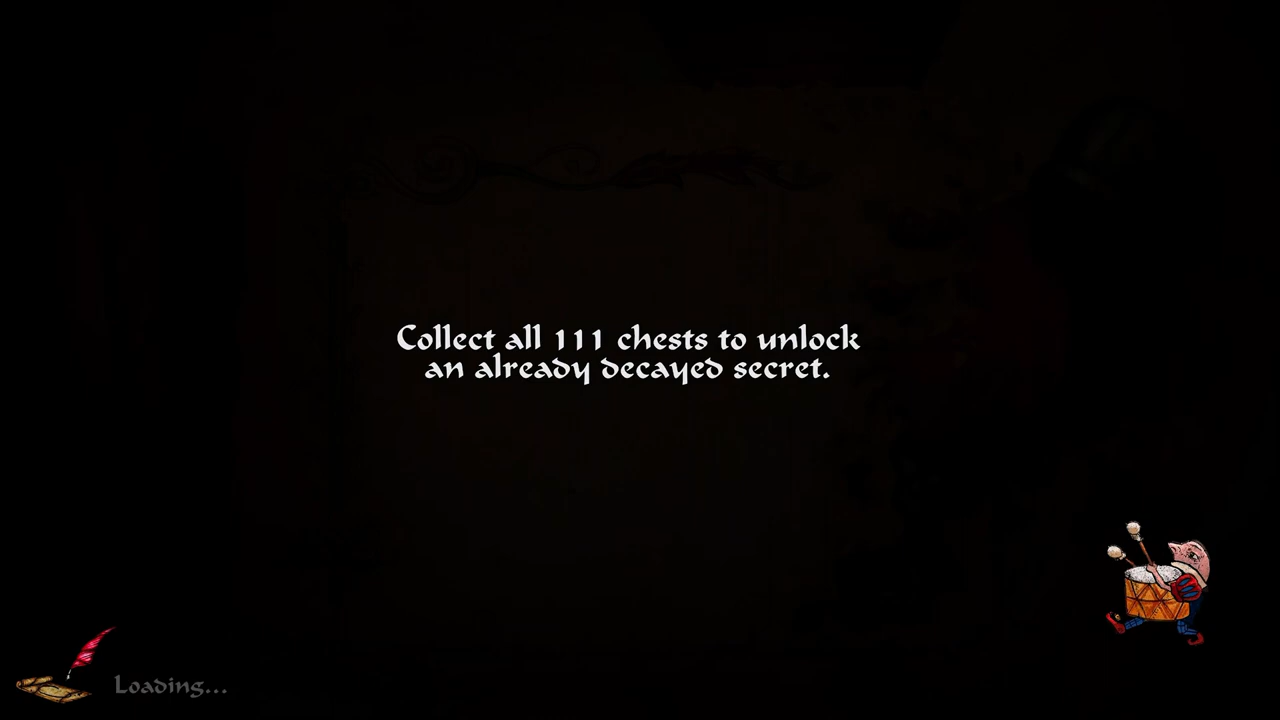 Collect all 111 chests to unlock
an already decayed secret.
Loading...